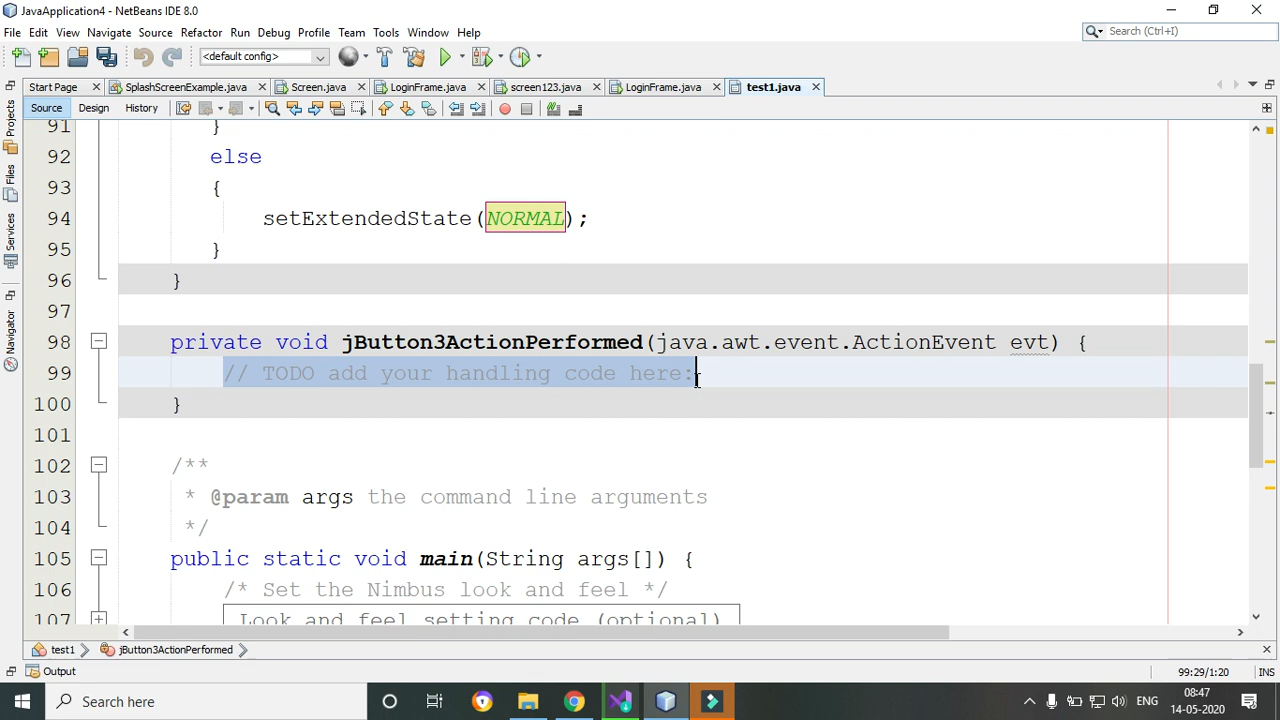 JavaApplication4 - NetBeans IDE 8.0
File Edit View Navigate Source Refactor Run Debug Profile Team Tools Window Help
Search (Ctrl+I)
<default config>
Start Page SplashScreenExample.java Screen.java LoginFrame.java screen123.java LoginFrame.java test1.java
Source Design History
Projects
Files
Services
Navigator
91 }
92 else
93 {
94 setExtendedState(NORMAL);
95 }
96 }
97
98 private void jButton3ActionPerformed(java.awt.event.ActionEvent evt) {
99 // TODO add your handling code here:
100 }
101
102 /**
103 * @param args the command line arguments
104 */
105 public static void main(String args[]) {
106 /* Set the Nimbus look and feel */
107 Look and feel setting code (optional)
test1 jButton3ActionPerformed
Output
99:29/1:20 INS
Search here
ENG
08:47
14-05-2020